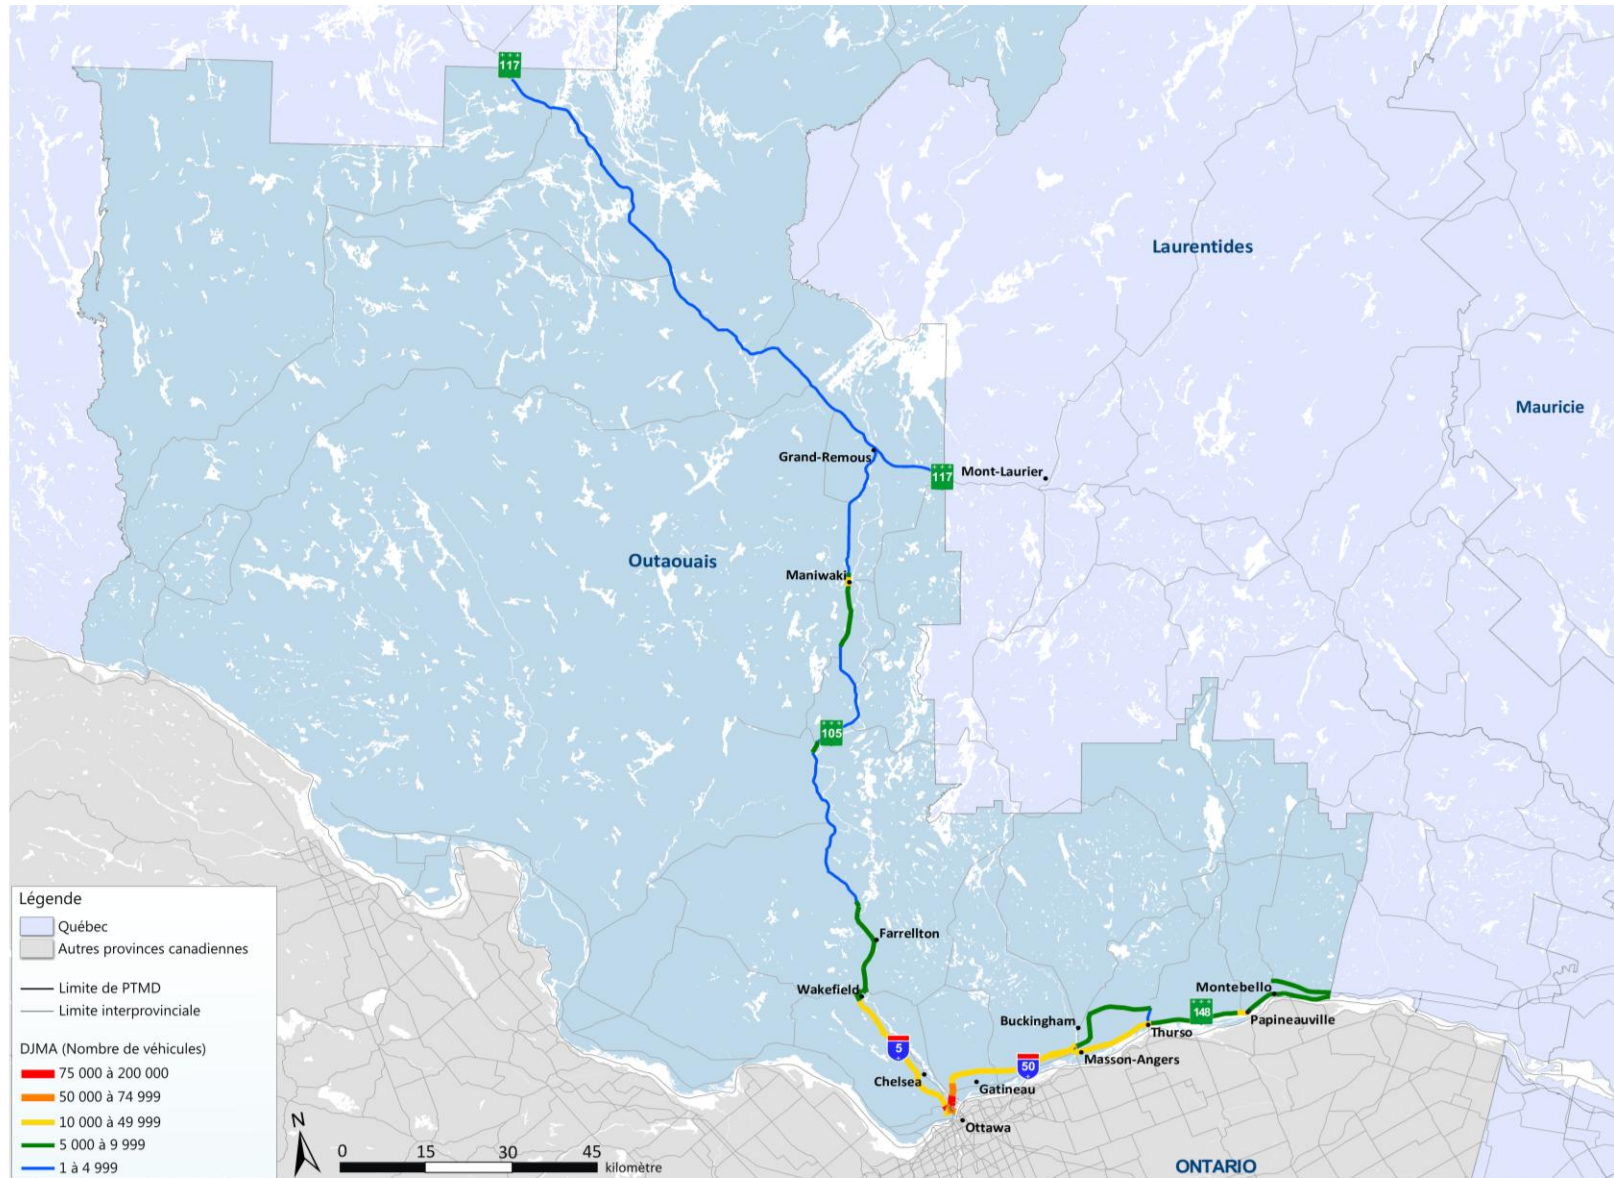 117
Laurentides
Mauricie
Grand-Remous
117
Mont-Laurier
Outaouais
Maniwaki
105
Farrellton
Wakefield
Montebello
148
Papineauville
Buckingham
Thurso
5
50
Masson-Angers
Chelsea
Gatineau
Ottawa
ONTARIO
Légende
Québec
Autres provinces canadiennes
Limite de PTMD
Limite interprovinciale
DJMA (Nombre de véhicules)
75 000 à 200 000
50 000 à 74 999
10 000 à 49 999
5 000 à 9 999
1 à 4 999
N
0 15 30 45
kilomètre